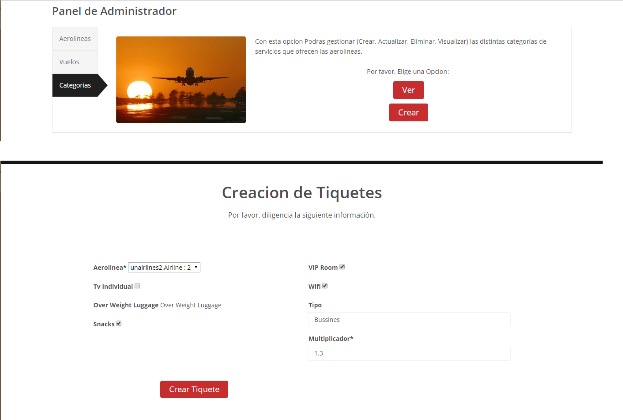 Panel de Administrador
Aerolineas
Vuelos
Categorias
Con esta opcion Podras gestionar (Crear, Actualizar, Eliminar, Visualizar) las distintas categorias de
servicios que ofrecen las aerolineas.
Por favor, Elige una Opcion:
Ver
Crear
Creacion de Tiquetes
Por favor, diligencia la siguiente información.
Aerolinea* unairlines2.Airline : 2
Tv Individual
Over Weight Luggage Over Weight Luggage
Snacks
VIP Room
Wifi
Tipo
Bussines
Multiplicador*
1.3
Crear Tiquete